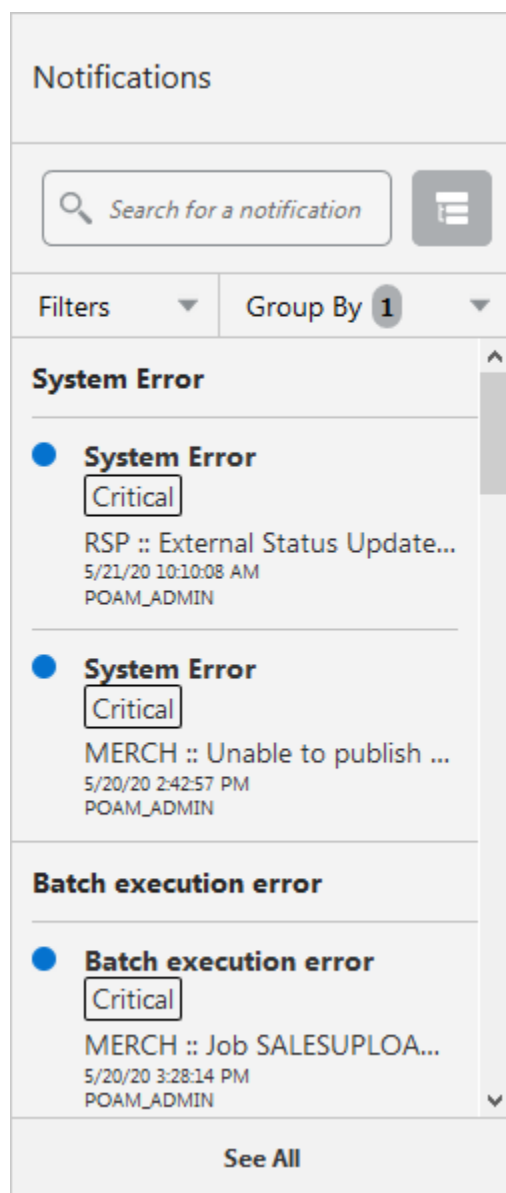 Notifications
Search for a notification
Filters
Group By 1
System Error
System Error
Critical
RSP :: External Status Update...
5/21/20 10:10:08 AM
POAM_ADMIN
System Error
Critical
MERCH :: Unable to publish ...
5/20/20 2:42:57 PM
POAM_ADMIN
Batch execution error
Batch execution error
Critical
MERCH :: Job SALESUPLOA...
5/20/20 3:28:14 PM
POAM_ADMIN
See All